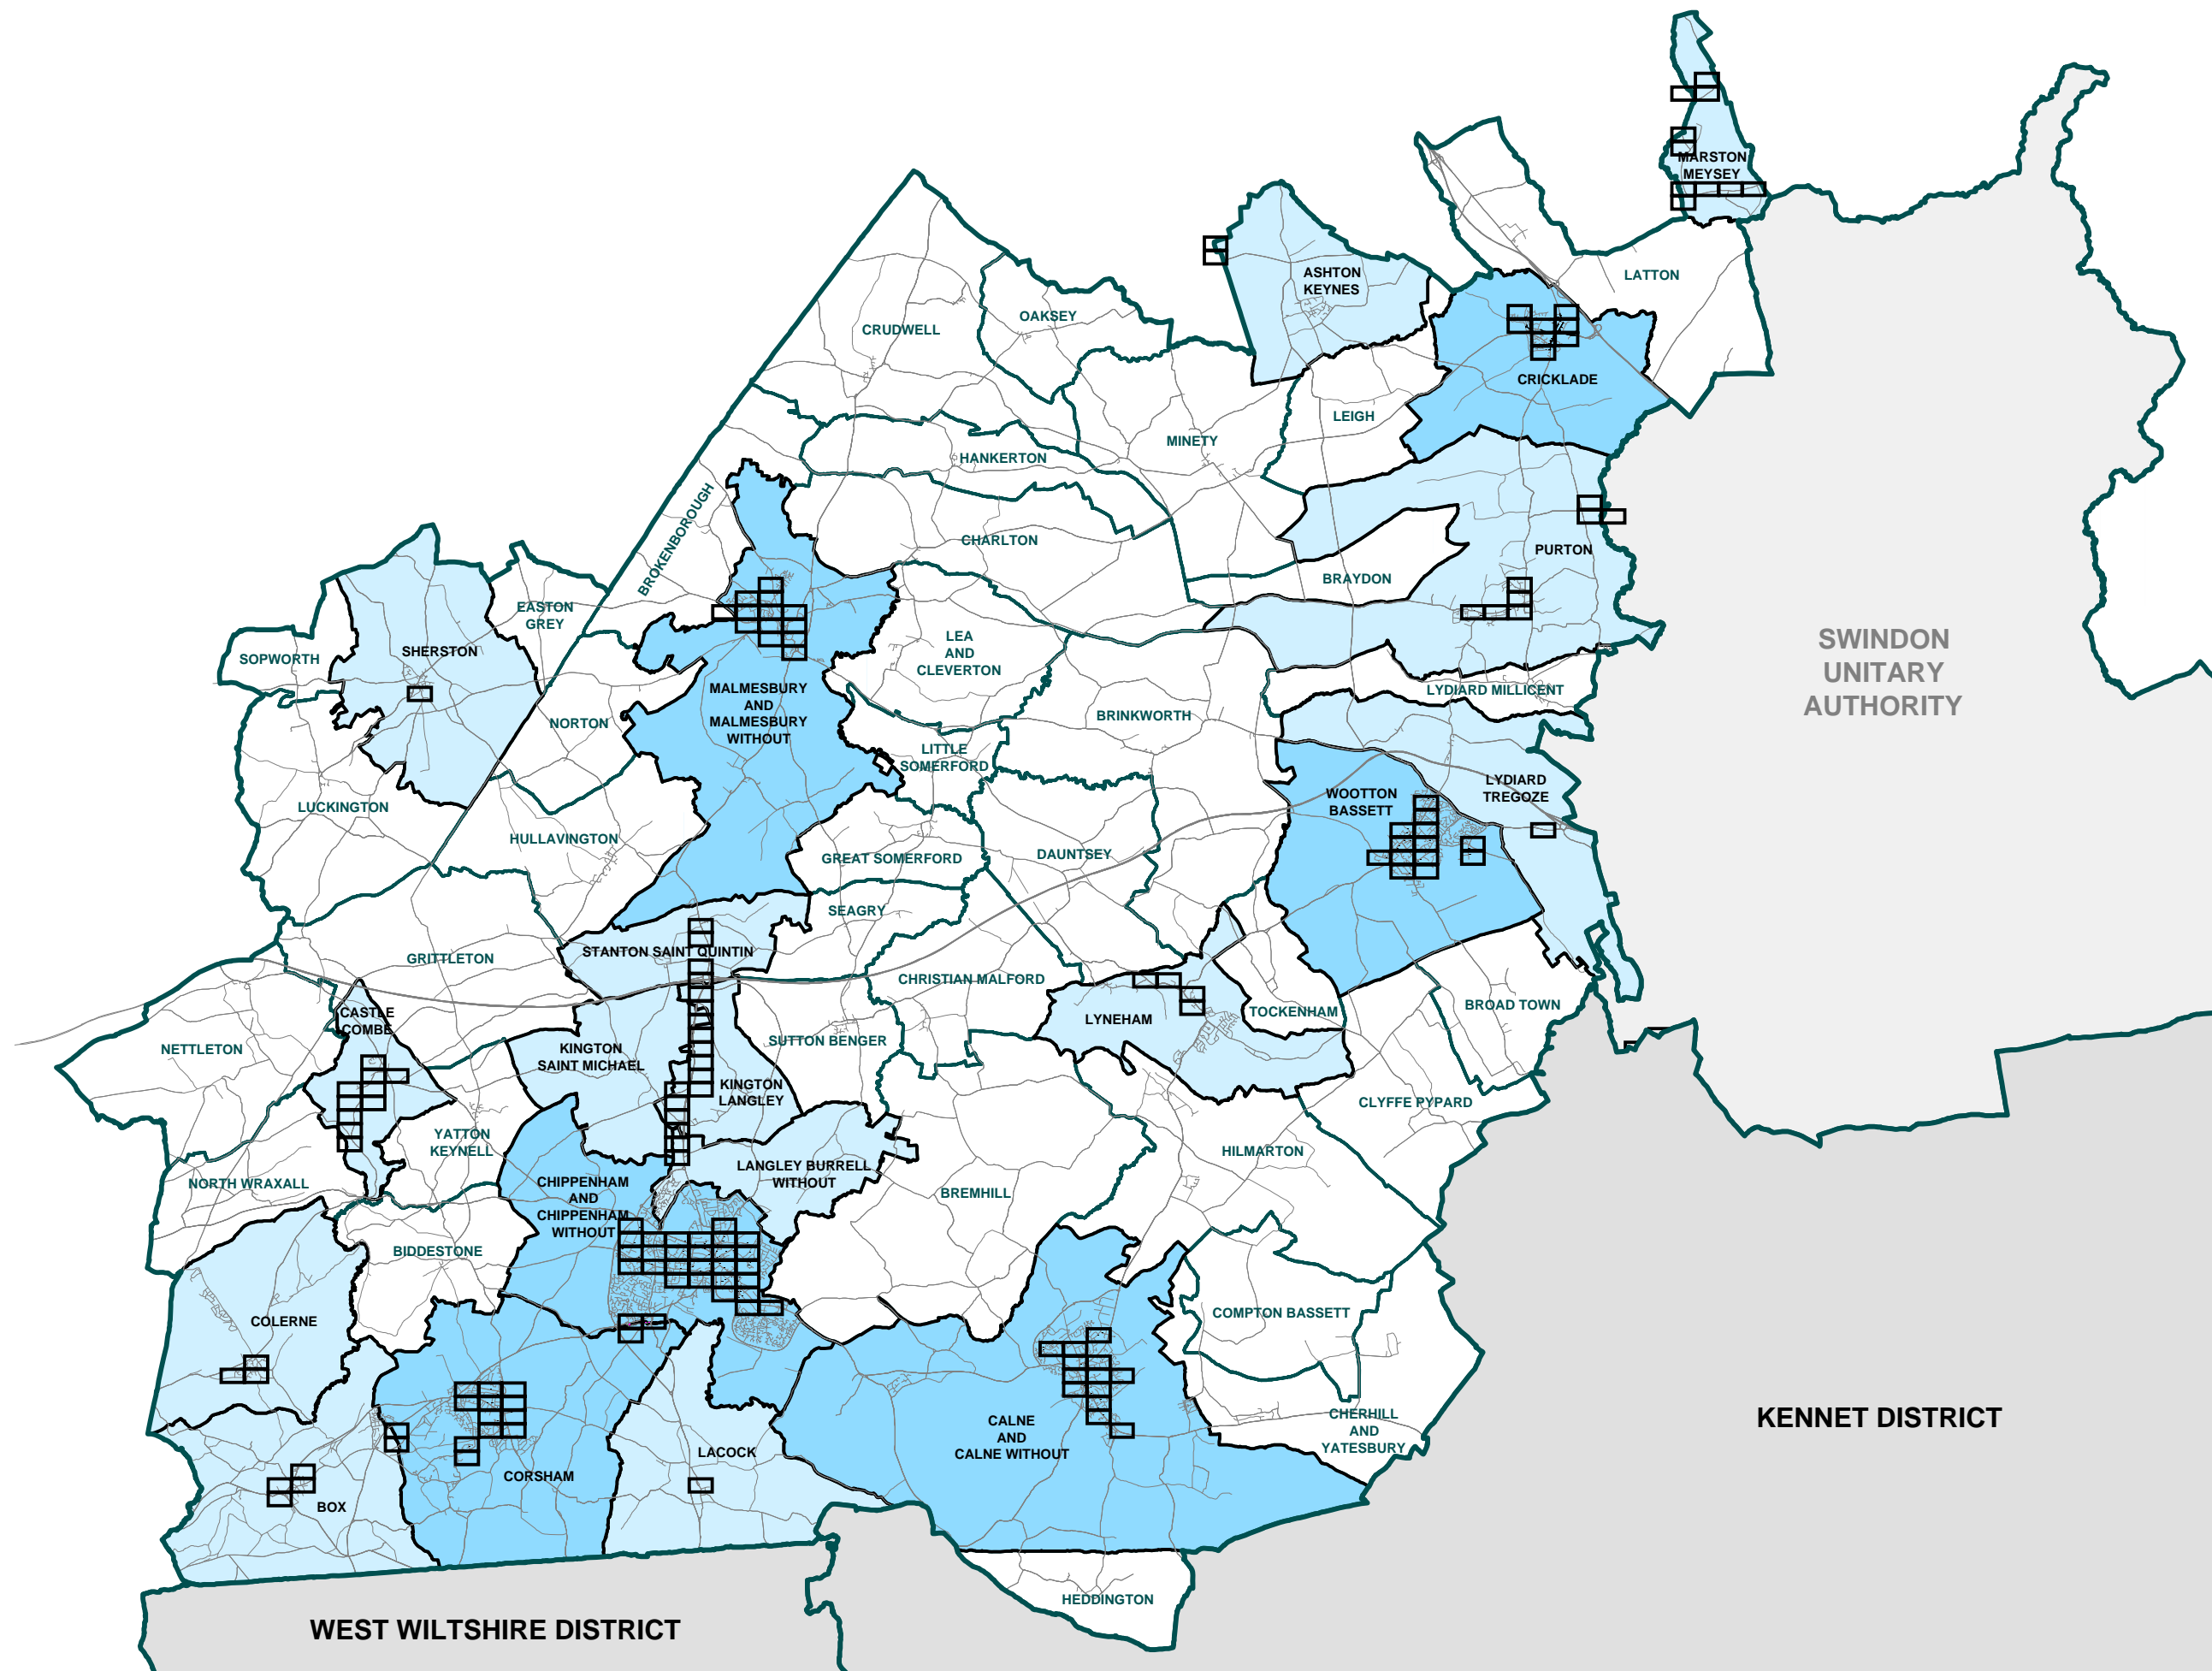 MARSTON
MEYSEY
LATTON
ASHTON
KEYNES
OAKSEY
CRUDWELL
CRICKLADE
LEIGH
MINETY
HANKERTON
BROKENBOROUGH
CHARLTON
PURTON
BRAYDON
EASTON
GREY
SOPWORTH
SHERSTON
LEA
AND
CLEVERTON
SWINDON
UNITARY
AUTHORITY
LYDIARD MILLICENT
MALMESBURY
AND
MALMESBURY
WITHOUT
NORTON
BRINKWORTH
LITTLE
SOMERFORD
LYDIARD
TREGOZE
WOOTTON
BASSETT
LUCKINGTON
HULLAVINGTON
GREAT SOMERFORD
DAUNTSEY
SEAGRY
STANTON SAINT QUINTIN
GRITTLETON
CHRISTIAN MALFORD
BROAD TOWN
TOCKENHAM
LYNEHAM
CASTLE
COMBE
NETTLETON
KINGTON
SAINT MICHAEL
SUTTON BENGER
KINGTON
LANGLEY
CLYFFE PYPARD
YATTON
KEYNELL
HILMARTON
LANGLEY BURRELL
WITHOUT
NORTH WRAXALL
CHIPPENHAM
AND
CHIPPENHAM
WITHOUT
BREMHILL
BIDDESTONE
COLERNE
COMPTON BASSETT
CHERHILL
AND
YATESBURY
KENNET DISTRICT
CALNE
AND
CALNE WITHOUT
LACOCK
CORSHAM
BOX
HEDDINGTON
WEST WILTSHIRE DISTRICT